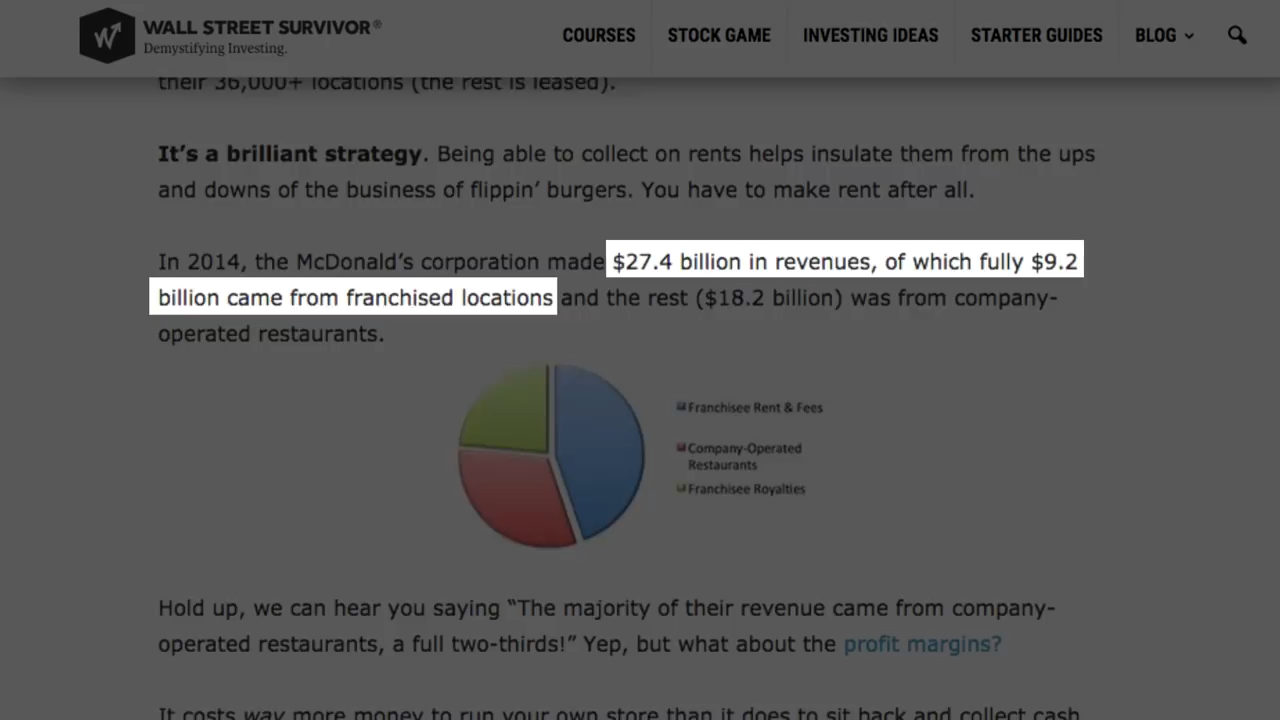 WALL STREET SURVIVOR®
Demystifying Investing.
COURSES
STOCK GAME
INVESTING IDEAS
STARTER GUIDES
BLOG
their 36,000+ locations (the rest is leased).
It's a brilliant strategy. Being able to collect on rents helps insulate them from the ups
and downs of the business of flippin' burgers. You have to make rent after all.
In 2014, the McDonald's corporation made $27.4 billion in revenues, of which fully $9.2
billion came from franchised locations and the rest ($18.2 billion) was from company-
operated restaurants.
Franchisee Rent & Fees
Company-Operated
Restaurants
Franchisee Royalties
Hold up, we can hear you saying “The majority of their revenue came from company-
operated restaurants, a full two-thirds!” Yep, but what about the profit margins?
It costs way more money to run your own store than it does to sit back and collect cash